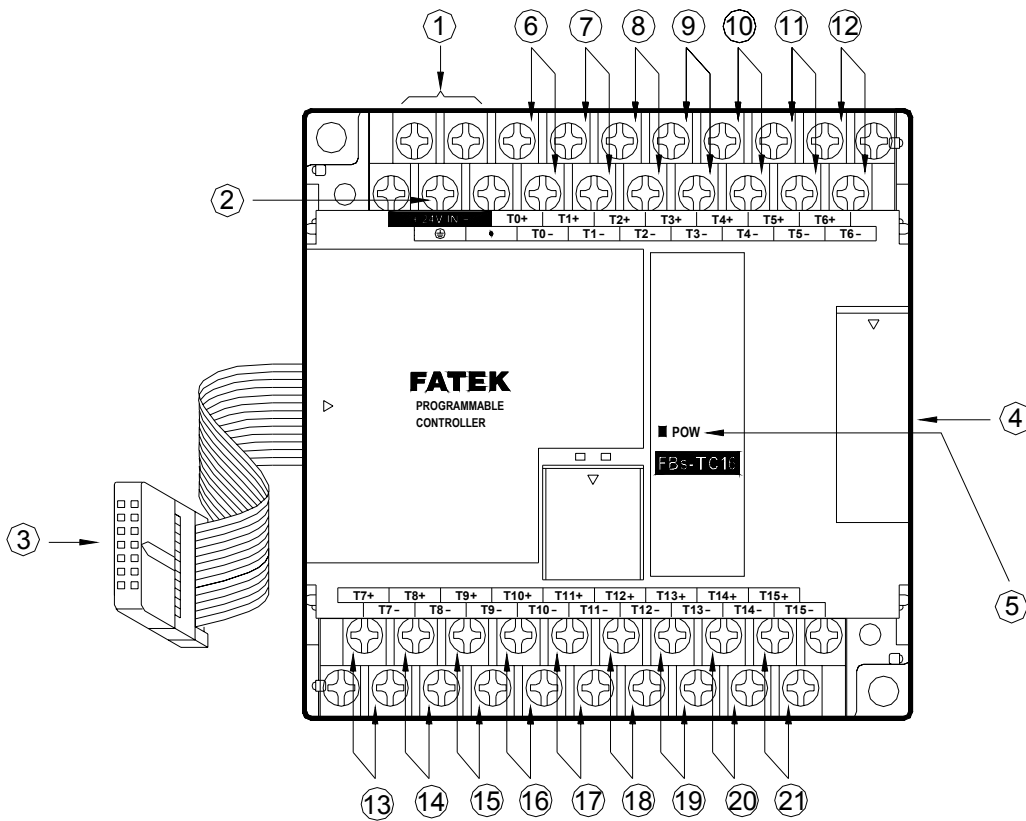 1 6 7 8 9 10 11 12
2
+24V IN - T0+ T1+ T2+ T3+ T4+ T5+ T6+
T0- T1- T2- T3- T4- T5- T6-
FATEK
PROGRAMMABLE
CONTROLLER
4
POW
FBs-TC16
3
5
T7+ T8+ T9+ T10+ T11+ T12+ T13+ T14+ T15+
T7- T8- T9- T10- T11- T12- T13- T14- T15-
13 14 15 16 17 18 19 20 21